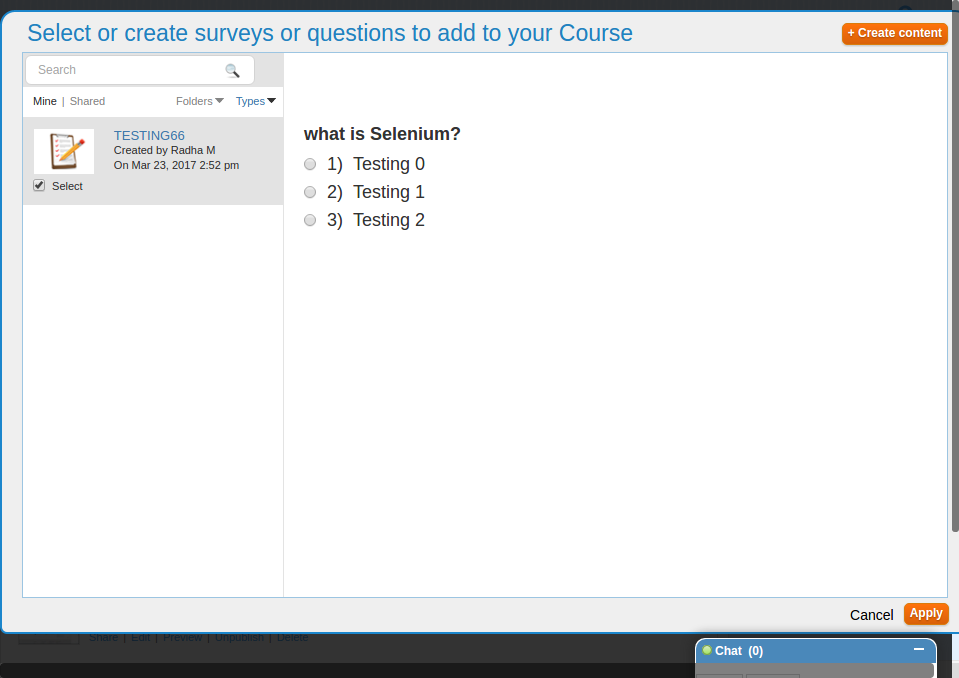 Select or create surveys or questions to add to your Course
+ Create content
Search
Mine | Shared
Folders
Types
TESTING66
Created by Radha M
On Mar 23, 2017 2:52 pm
Select
what is Selenium?
1) Testing 0
2) Testing 1
3) Testing 2
Cancel
Apply
Share | Edit | Preview | Unpublish | Delete
Chat (0)